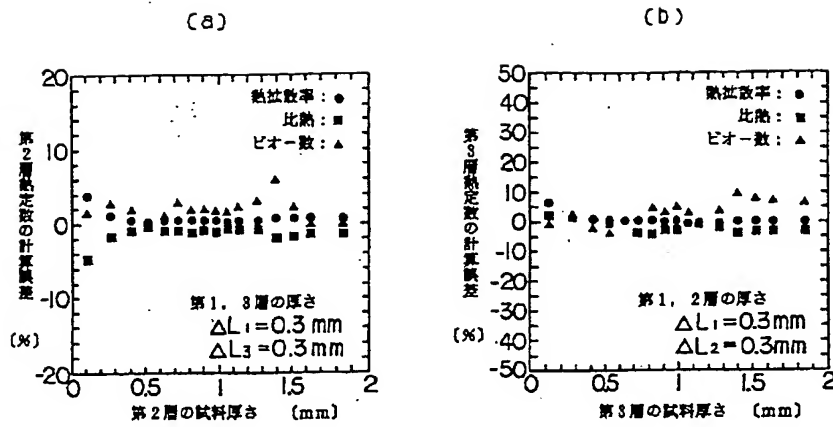 (a)
20
10
0
-10
-20
0
0.5
1
1.5
2
第2層熱定数の計算誤差
(%)
熱拡散率：●
比熱：■
ビオー数：▲
第1，3層の厚さ
△L1=0.3mm
△L3=0.3mm
第2層の試料厚さ [mm]
(b)
50
40
30
20
10
0
-10
-20
-30
-40
-50
0
0.5
1
1.5
2
第3層熱定数の計算誤差
(%)
熱拡散率：●
比熱：■
ビオー数：▲
第1，2層の厚さ
△L1=0.3mm
△L2=0.3mm
第3層の試料厚さ [mm]